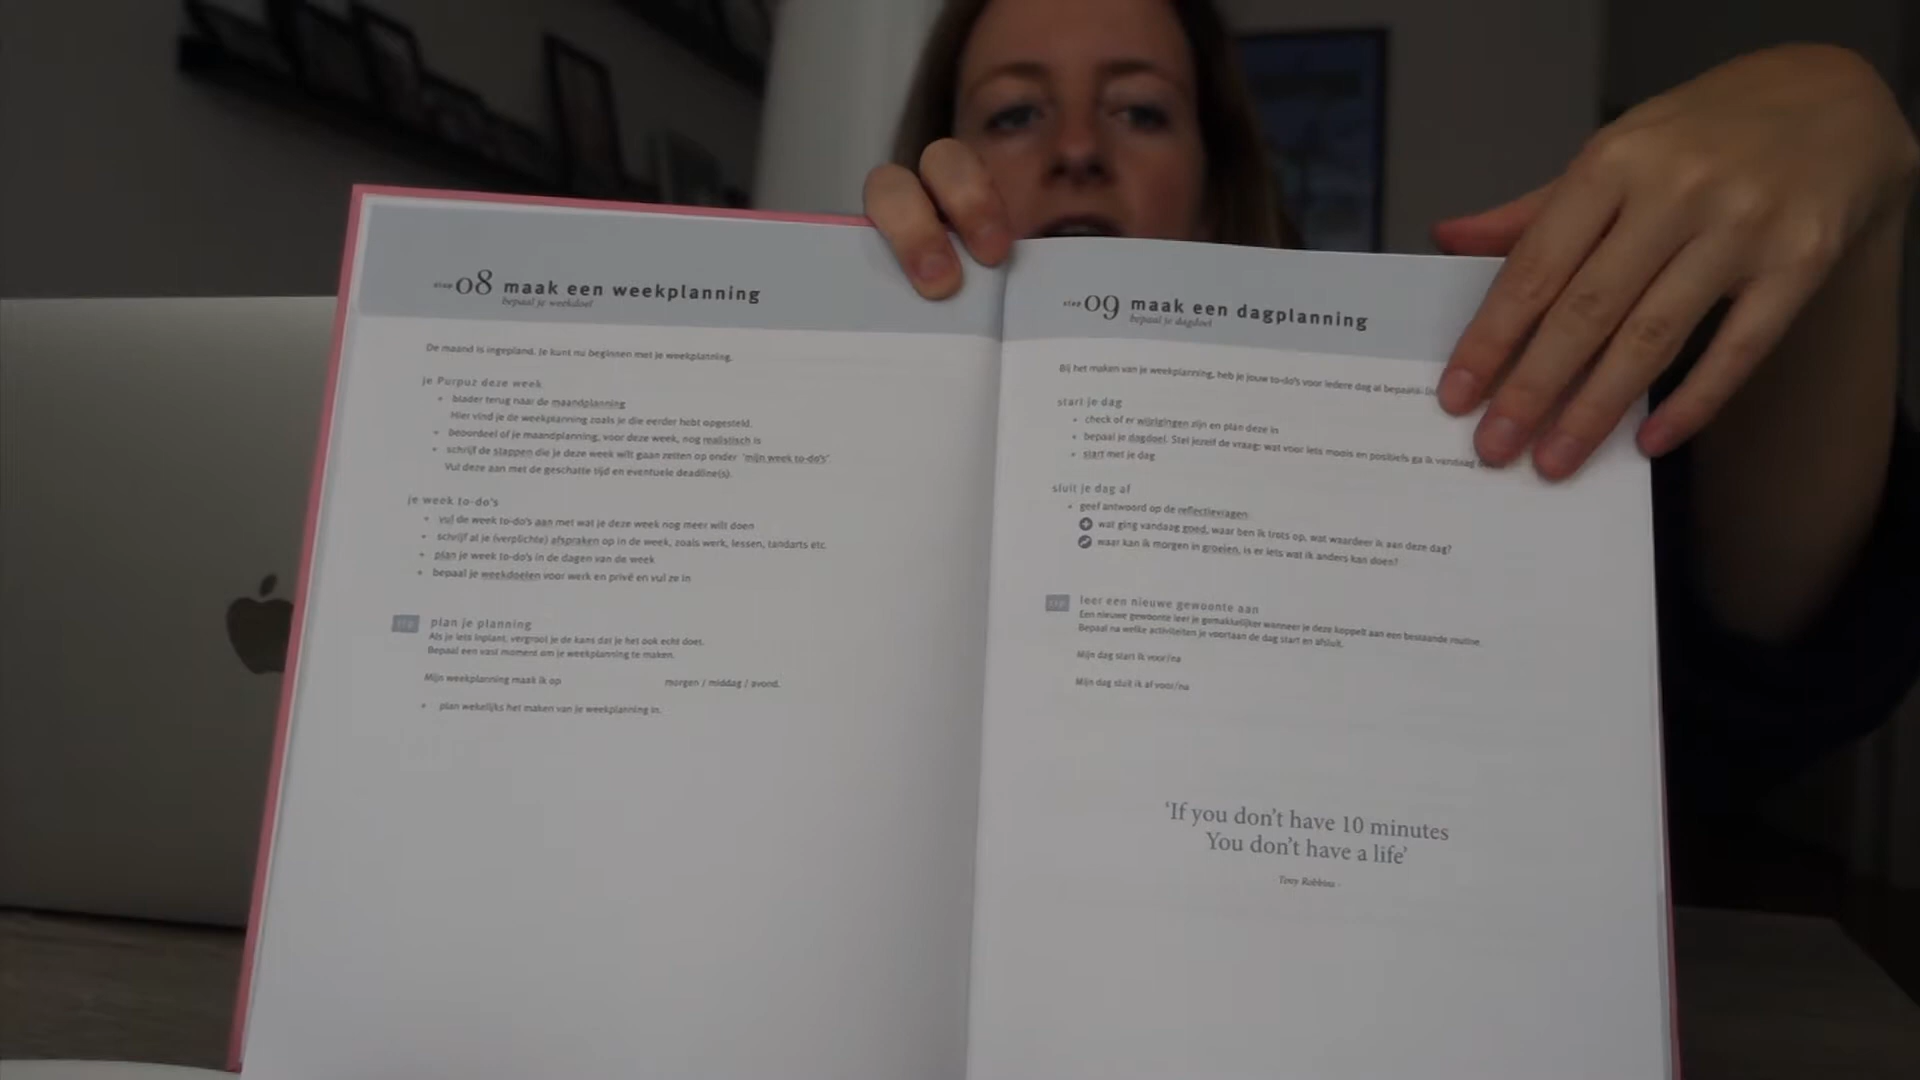 stap 08 maak een weekplanning
bepaal je weekdoel
De maand is ingepland. Je kunt nu beginnen met je weekplanning.
je Purpuz deze week
blader terug naar de maandplanning
Hier vind je de weekplanning zoals je die eerder hebt opgesteld.
beoordeel of je maandplanning, voor deze week, nog realistisch is
schrijf de stappen die je deze week wilt gaan zetten op onder 'mijn week to-do's'
Vul deze aan met de geschatte tijd en eventuele deadline(s).
je week to-do's
vul de week to-do's aan met wat je deze week nog meer wilt doen
schrijf al je (verplichte) afspraken op in de week, zoals werk, lessen, tandarts etc.
plan je week to-do's in de dagen van de week
bepaal je weekdoelen voor werk en privé en vul ze in
tip plan je planning
Als je iets inplant, vergroot je de kans dat je het ook echt doet.
Bepaal een vast moment om je weekplanning te maken.
Mijn weekplanning maak ik op morgen / middag / avond.
plan wekelijks het maken van je weekplanning in.
stap 09 maak een dagplanning
bepaal je dagdoel
Bij het maken van je weekplanning, heb je jouw to-do's voor iedere dag al bepaald.
start je dag
check of er wijzigingen zijn en plan deze in
bepaal je dagdoel. Stel jezelf de vraag: wat voor iets moois en positiefs ga ik vandaag
start met je dag
sluit je dag af
geef antwoord op de reflectievragen
wat ging vandaag goed, waar ben ik trots op, wat waardeer ik aan deze dag?
waar kan ik morgen in groeien, is er iets wat ik anders kan doen?
tip leer een nieuwe gewoonte aan
Een nieuwe gewoonte leer je gemakkelijker wanneer je deze koppelt aan een bestaande routine.
Bepaal na welke activiteiten je voortaan de dag start en afsluit.
Mijn dag start ik voor/na
Mijn dag sluit ik af voor/na
'If you don't have 10 minutes
You don't have a life'
Tony Robbins -